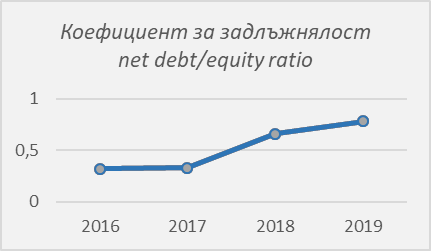 Коефициент за задлъжнялост
net debt/equity ratio
1
0,5
0
2016 2017 2018 2019